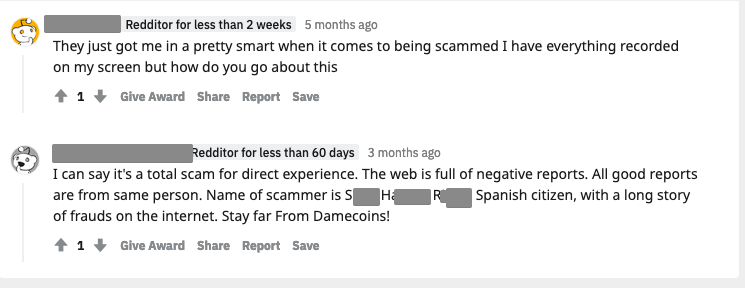 Redditor for less than 2 weeks 5 months ago
They just got me in a pretty smart when it comes to being scammed I have everything recorded
on my screen but how do you go about this
1 Give Award Share Report Save
Redditor for less than 60 days 3 months ago
I can say it's a total scam for direct experience. The web is full of negative reports. All good reports
are from same person. Name of scammer is S Ha R Spanish citizen, with a long story
of frauds on the internet. Stay far From Damecoins!
1 Give Award Share Report Save